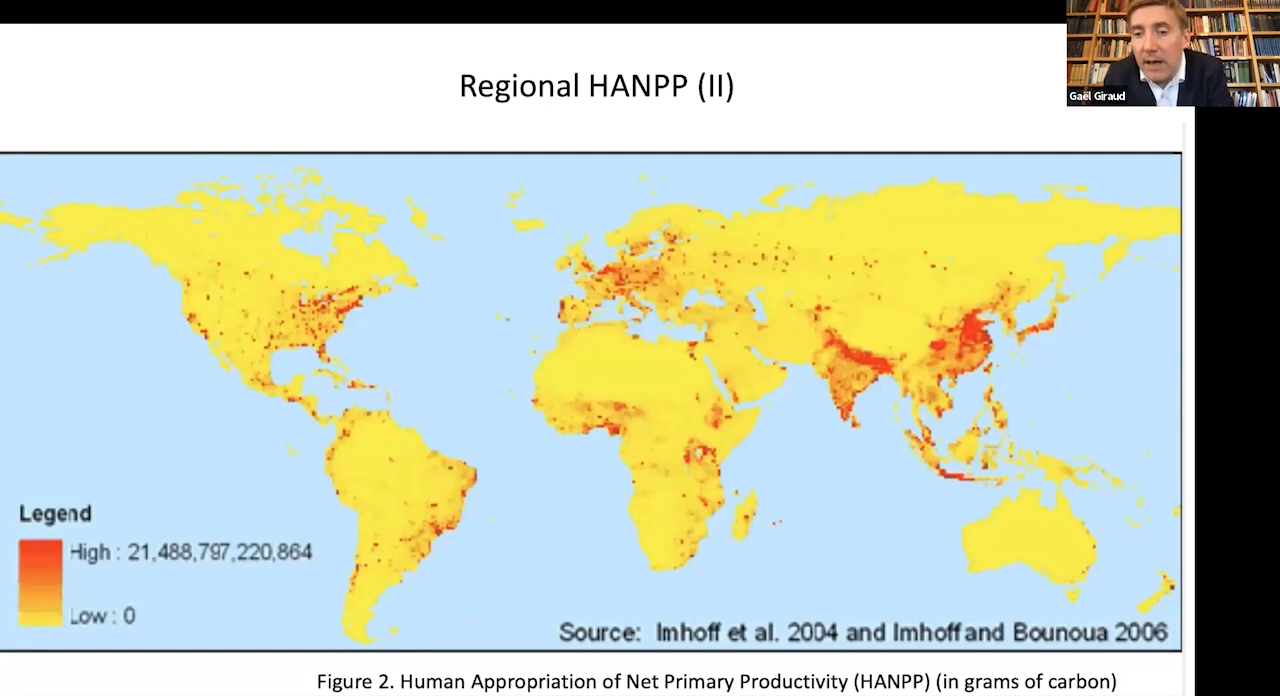 Regional HANPP (II)
Gaël Giraud
Legend
High : 21,488,797,220,864
Low : 0
Source: Imhoff et al. 2004 and Imhoff and Bounoua 2006
Figure 2. Human Appropriation of Net Primary Productivity (HANPP) (in grams of carbon)